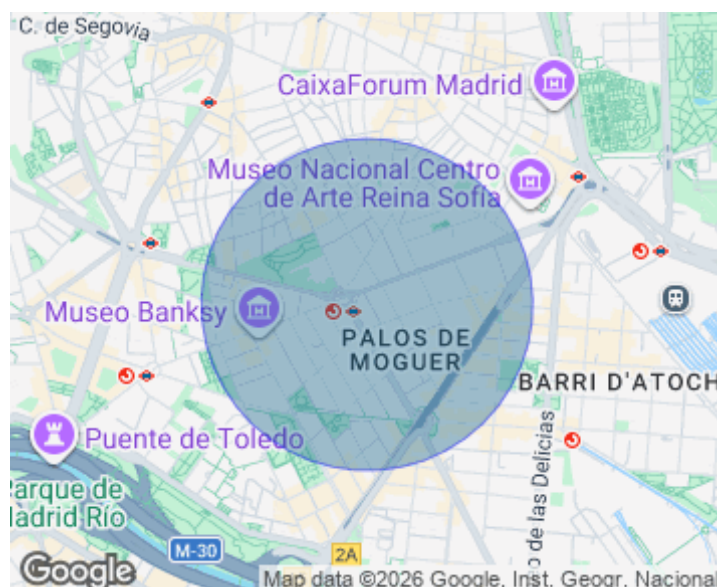 C. de Segovia
CaixaForum Madrid
Museo Nacional Centro
de Arte Reina Sofía
Museo Banksy
PALOS DE
MOGUER
BARRI D'ATOCH
Puente de Toledo
Parque de
Madrid Río
o de las Delicias
M-30
2A
Google
Map data ©2026 Google, Inst. Geogr. Nacional